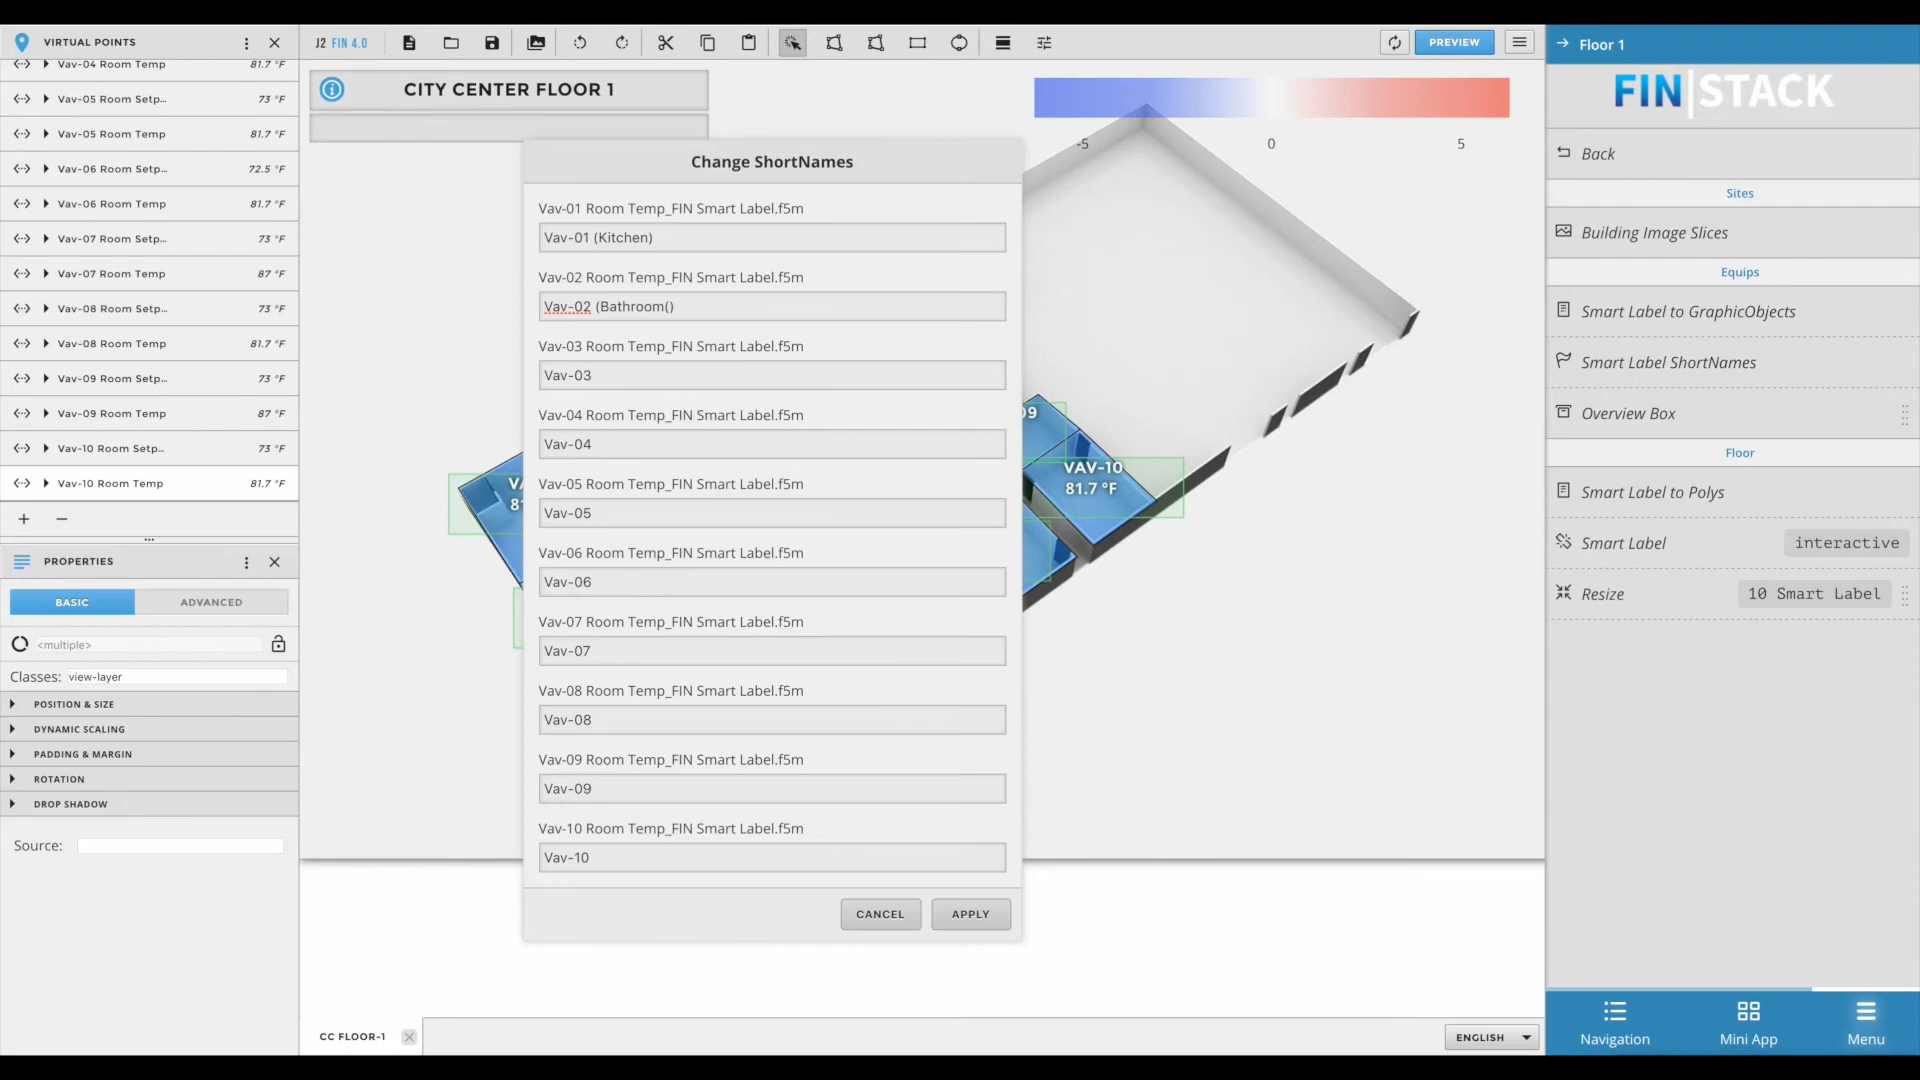 VIRTUAL POINTS
Vav-04 Room Temp 81.7 °F
Vav-05 Room Setp... 73 °F
Vav-05 Room Temp 81.7 °F
Vav-06 Room Setp... 72.5 °F
Vav-06 Room Temp 81.7 °F
Vav-07 Room Setp... 73 °F
Vav-07 Room Temp 87 °F
Vav-08 Room Setp... 73 °F
Vav-08 Room Temp 81.7 °F
Vav-09 Room Setp... 73 °F
Vav-09 Room Temp 87 °F
Vav-10 Room Setp... 73 °F
Vav-10 Room Temp 81.7 °F
PROPERTIES
BASIC ADVANCED
<multiple>
Classes: view-layer
POSITION & SIZE
DYNAMIC SCALING
PADDING & MARGIN
ROTATION
DROP SHADOW
Source:
J2 FIN 4.0
PREVIEW
CITY CENTER FLOOR 1
-5 0 5
VA
8
09
VAV-10
81.7 °F
Change ShortNames
Vav-01 Room Temp_FIN Smart Label.f5m
Vav-01 (Kitchen)
Vav-02 Room Temp_FIN Smart Label.f5m
Vav-02 (Bathroom()
Vav-03 Room Temp_FIN Smart Label.f5m
Vav-03
Vav-04 Room Temp_FIN Smart Label.f5m
Vav-04
Vav-05 Room Temp_FIN Smart Label.f5m
Vav-05
Vav-06 Room Temp_FIN Smart Label.f5m
Vav-06
Vav-07 Room Temp_FIN Smart Label.f5m
Vav-07
Vav-08 Room Temp_FIN Smart Label.f5m
Vav-08
Vav-09 Room Temp_FIN Smart Label.f5m
Vav-09
Vav-10 Room Temp_FIN Smart Label.f5m
Vav-10
CANCEL APPLY
CC FLOOR-1
ENGLISH
Floor 1
FIN|STACK
Back
Sites
Building Image Slices
Equips
Smart Label to GraphicObjects
Smart Label ShortNames
Overview Box
Floor
Smart Label to Polys
Smart Label interactive
Resize 10 Smart Label
Navigation Mini App Menu